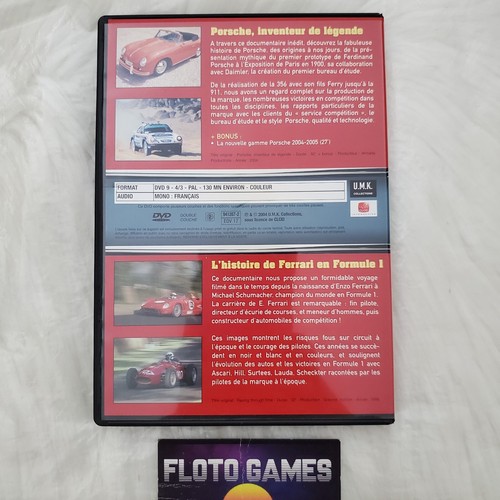 Porsche, inventeur de légende
A travers ce documentaire inédit, découvrez la fabuleuse
histoire de Porsche, des origines à nos jours, de la pré-
sentation mythique du premier prototype de Ferdinand
Porsche à l'Exposition de Paris en 1900, sa collaboration
avec Daimler, la création du premier bureau d'étude.
De la réalisation de la 356 avec son fils Ferry jusqu'à la
911, nous avons un regard complet sur la production de
la marque, les nombreuses victoires en compétition dans
toutes les disciplines, les rapports particuliers de la
marque avec les clients du « service compétition », le
bureau d'étude et le style Porsche, qualité et technologie.
+ BONUS :
• La nouvelle gamme Porsche 2004-2005 (27')
FORMAT DVD 9 - 4/3 - PAL - 130 MN ENVIRON - COULEUR
AUDIO MONO : FRANÇAIS
U.M.K.
COLLECTIONS
DVD
L'histoire de Ferrari en Formule 1
Ce documentaire nous propose un formidable voyage
filmé dans le temps depuis la naissance d'Enzo Ferrari à
Michael Schumacher, champion du monde en Formule 1.
La carrière de E. Ferrari est remarquable : fin pilote,
directeur d'écurie de courses, et meneur d'hommes, puis
constructeur d'automobiles de compétition !
Ces images montrent les risques fous sur circuit à
l'époque et le courage des pilotes. Ces années se succè-
dent en noir et blanc et en couleurs, et soulignent
l'évolution des autos et les victoires en Formule 1 avec
Ascari, Hill, Surtees, Lauda, Scheckter racontées par les
pilotes de la marque à l'époque.
FLOTO GAMES